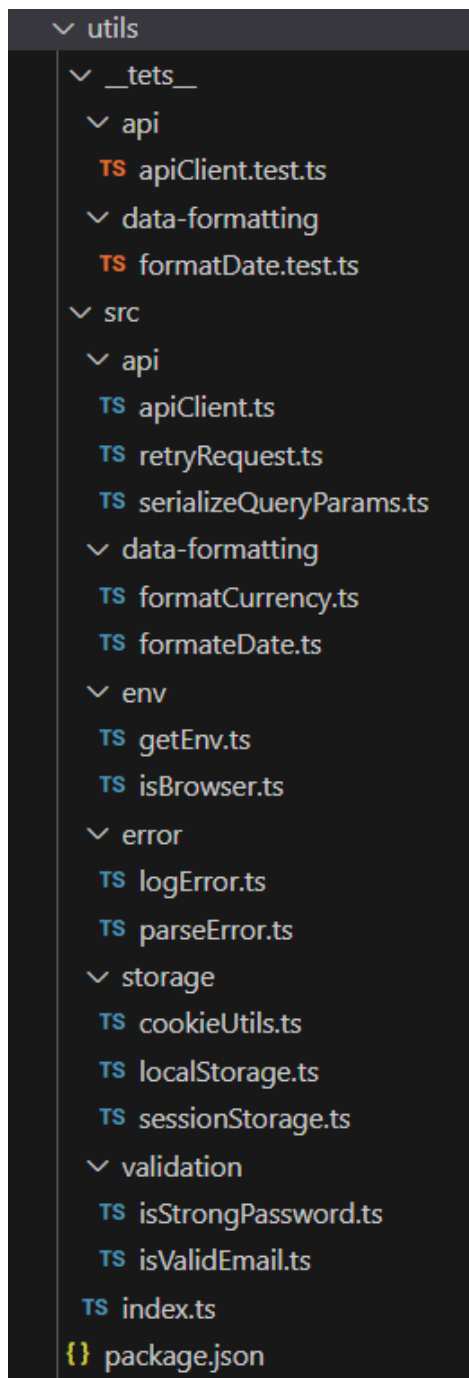 utils
__tets__
api
TS apiClient.test.ts
data-formatting
TS formatDate.test.ts
src
api
TS apiClient.ts
TS retryRequest.ts
TS serializeQueryParams.ts
data-formatting
TS formatCurrency.ts
TS formateDate.ts
env
TS getEnv.ts
TS isBrowser.ts
error
TS logError.ts
TS parseError.ts
storage
TS cookieUtils.ts
TS localStorage.ts
TS sessionStorage.ts
validation
TS isStrongPassword.ts
TS isValidEmail.ts
TS index.ts
{} package.json